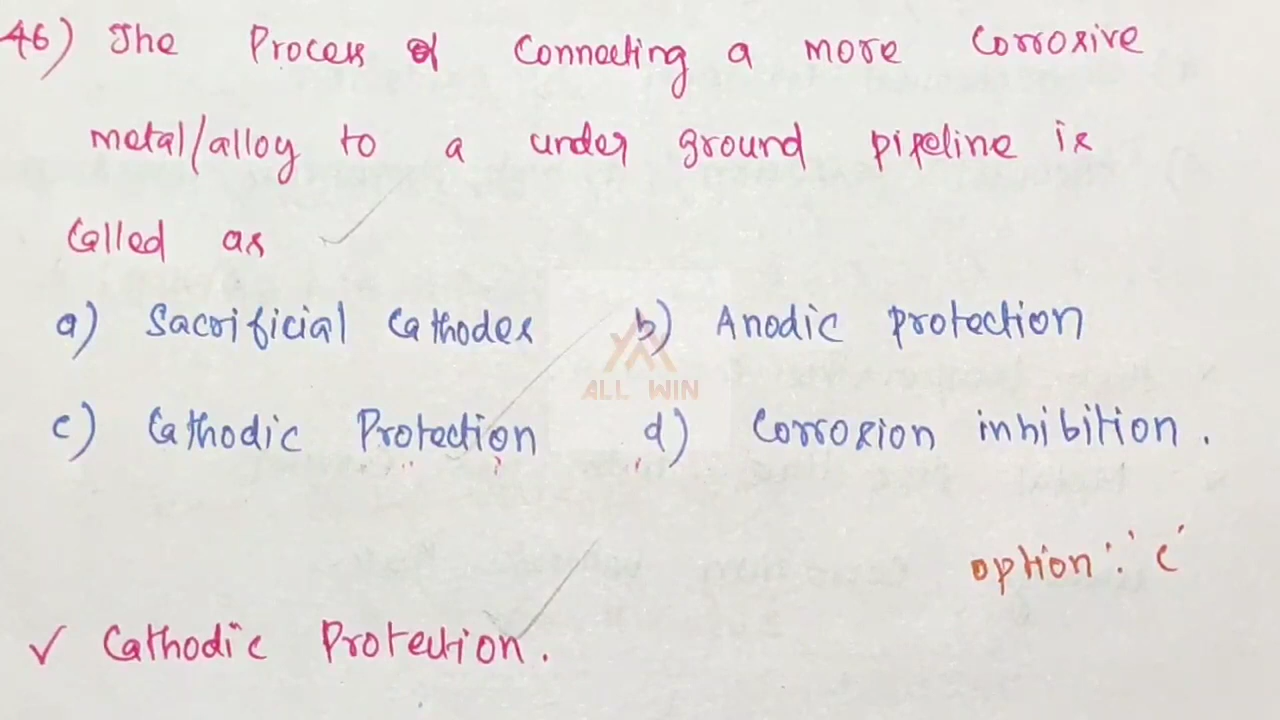 46) The Process of Connecting a more Corrosive
metal/alloy to a under ground pipeline is
Called as
a) Sacrificial Cathodes b) Anodic protection
ALL WIN
c) Cathodic Protection d) Corrosion inhibition.
option: 'c'
✓ Cathodic Protection.